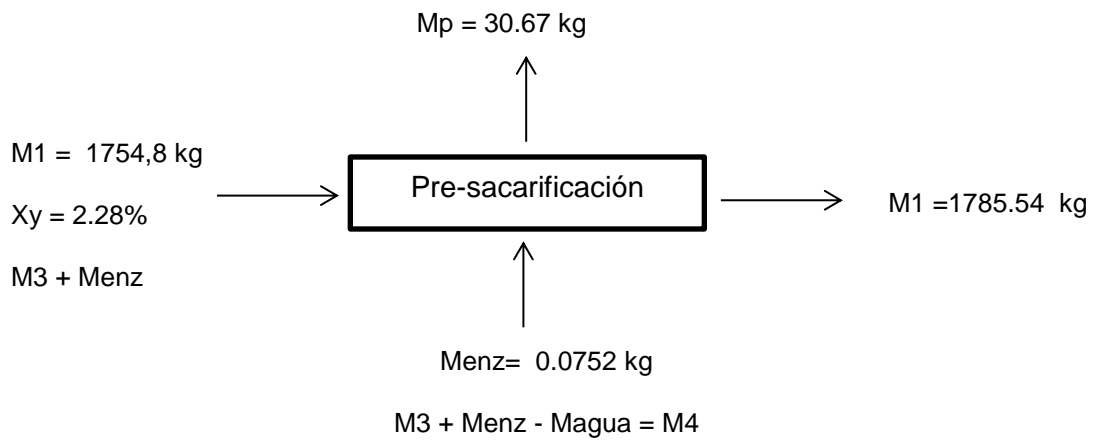 Mp = 30.67 kg
M1 = 1754,8 kg
Xy = 2.28%
M3 + Menz
Pre-sacarificación
M1 =1785.54 kg
Menz= 0.0752 kg
M3 + Menz - Magua = M4